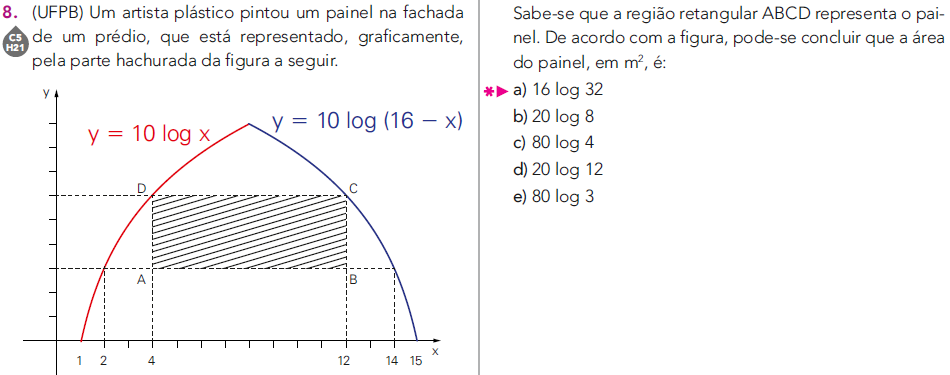 8. (UFPB) Um artista plástico pintou um painel na fachada
C5
H21
de um prédio, que está representado, graficamente,
pela parte hachurada da figura a seguir.
y
y = 10 log x
y = 10 log (16 – x)
D
C
A
B
1 2 4 12 14 15 x
Sabe-se que a região retangular ABCD representa o pai-
nel. De acordo com a figura, pode-se concluir que a área
do painel, em m², é:
a) 16 log 32
b) 20 log 8
c) 80 log 4
d) 20 log 12
e) 80 log 3